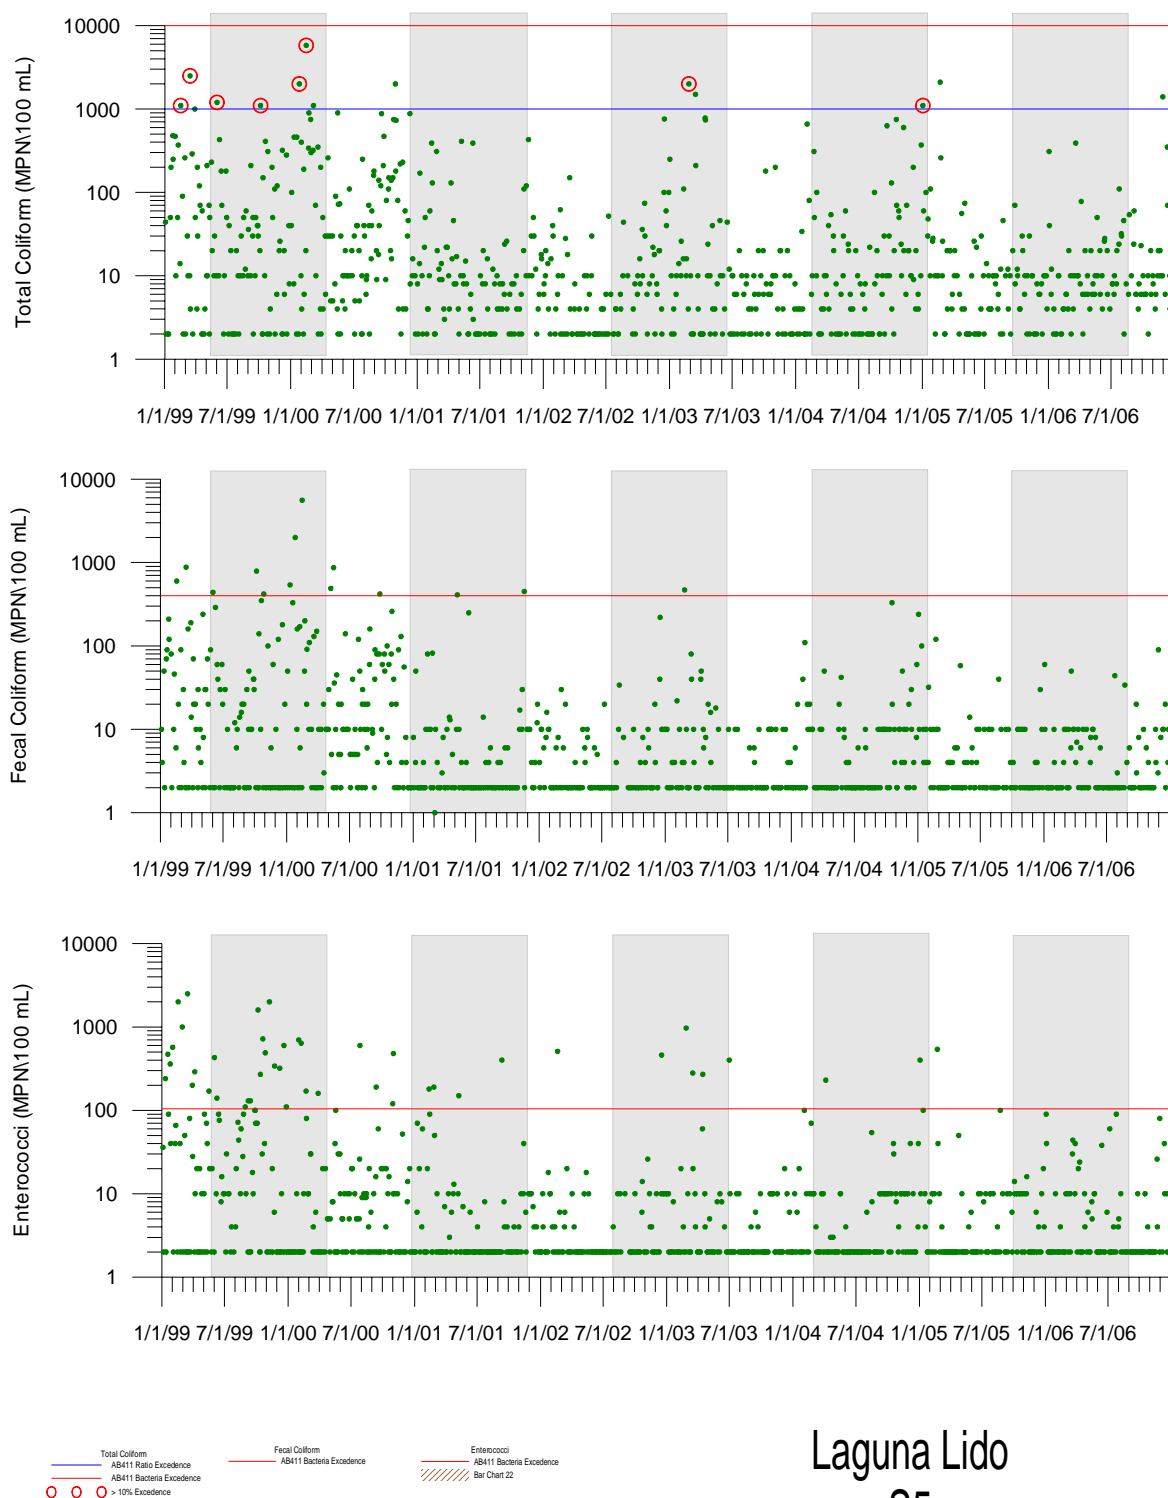 10000
1000
100
10
1
Total Coliform (MPN\100 mL)
1/1/99 7/1/99 1/1/00 7/1/00 1/1/01 7/1/01 1/1/02 7/1/02 1/1/03 7/1/03 1/1/04 7/1/04 1/1/05 7/1/05 1/1/06 7/1/06
10000
1000
100
10
1
Fecal Coliform (MPN\100 mL)
1/1/99 7/1/99 1/1/00 7/1/00 1/1/01 7/1/01 1/1/02 7/1/02 1/1/03 7/1/03 1/1/04 7/1/04 1/1/05 7/1/05 1/1/06 7/1/06
10000
1000
100
10
1
Enterococci (MPN\100 mL)
1/1/99 7/1/99 1/1/00 7/1/00 1/1/01 7/1/01 1/1/02 7/1/02 1/1/03 7/1/03 1/1/04 7/1/04 1/1/05 7/1/05 1/1/06 7/1/06
Total Coliform
AB411 Ratio Excedence
AB411 Bacteria Excedence
> 10% Excedence
Fecal Coliform
AB411 Bacteria Excedence
Enterococci
AB411 Bacteria Excedence
Bar Chart 22
Laguna Lido